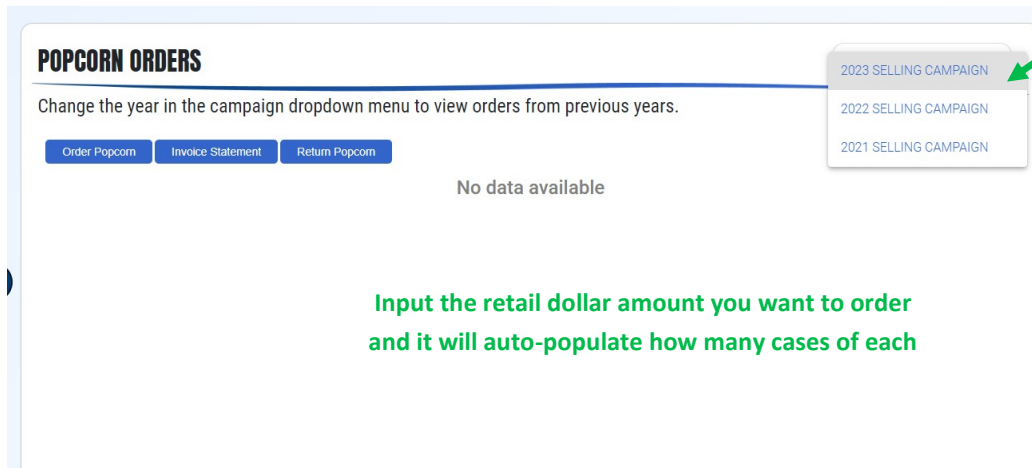 POPCORN ORDERS
2023 SELLING CAMPAIGN
Change the year in the campaign dropdown menu to view orders from previous years.
2022 SELLING CAMPAIGN
Order Popcorn Invoice Statement Return Popcorn
2021 SELLING CAMPAIGN
No data available
Input the retail dollar amount you want to order
and it will auto-populate how many cases of each